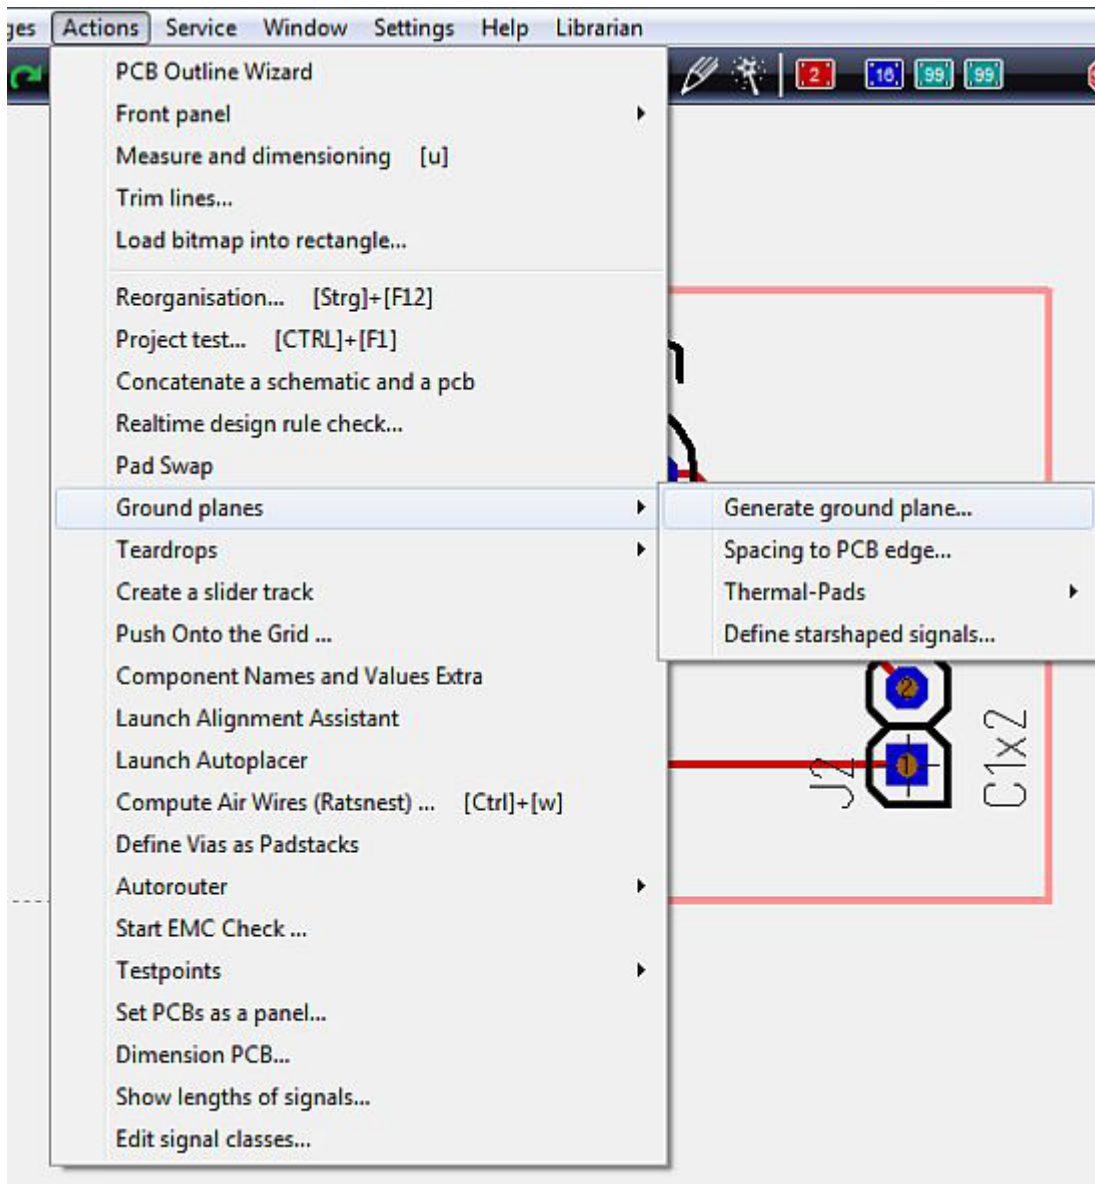 ges Actions Service Window Settings Help Librarian
2 16 99 99
PCB Outline Wizard
Front panel
Measure and dimensioning [u]
Trim lines...
Load bitmap into rectangle...
Reorganisation... [Strg]+[F12]
Project test... [CTRL]+[F1]
Concatenate a schematic and a pcb
Realtime design rule check...
Pad Swap
Ground planes
Generate ground plane...
Spacing to PCB edge...
Thermal-Pads
Define starshaped signals...
Teardrops
Create a slider track
Push Onto the Grid ...
Component Names and Values Extra
Launch Alignment Assistant
Launch Autoplacer
Compute Air Wires (Ratsnest) ... [Ctrl]+[w]
Define Vias as Padstacks
Autorouter
Start EMC Check ...
Testpoints
Set PCBs as a panel...
Dimension PCB...
Show lengths of signals...
Edit signal classes...
2
1
J2
C1x2